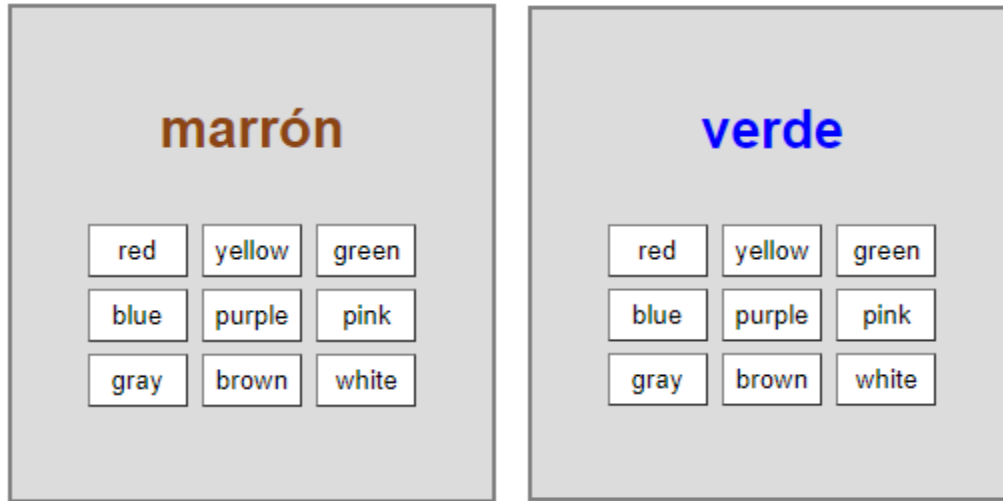 marrón
red yellow green
blue purple pink
gray brown white
verde
red yellow green
blue purple pink
gray brown white